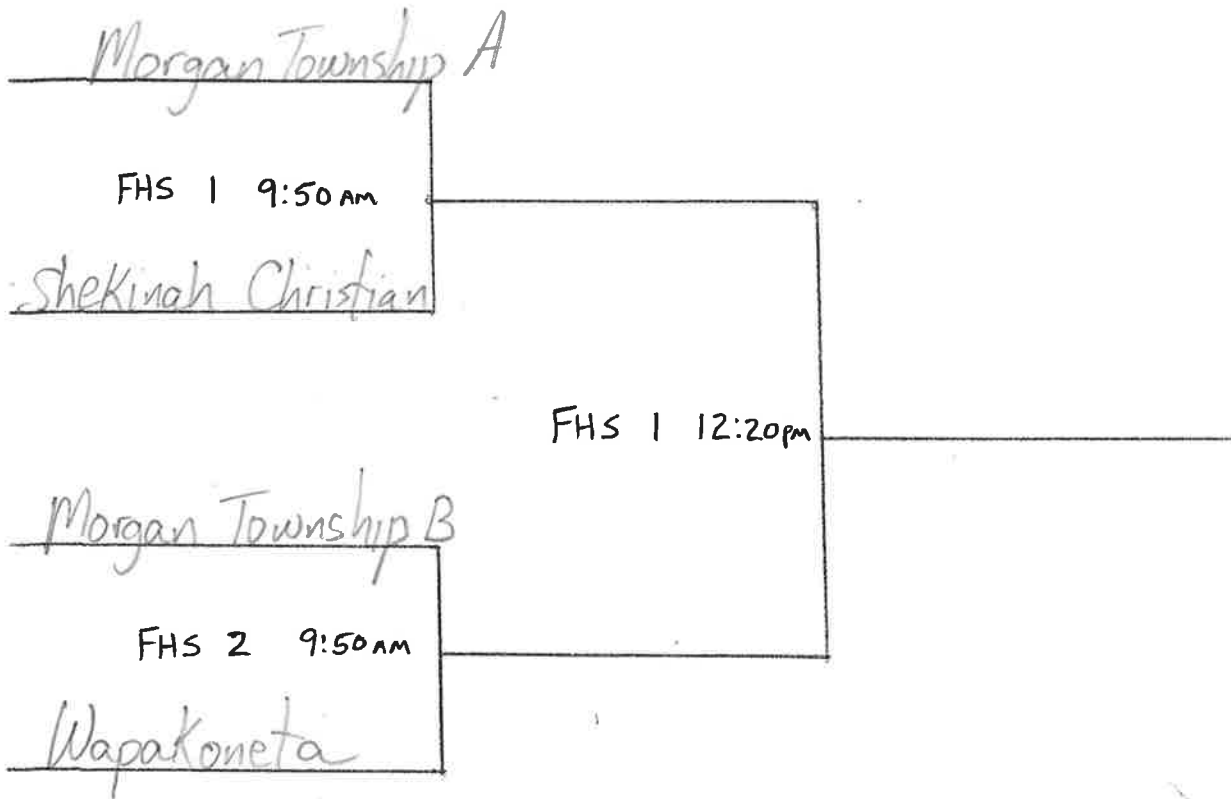 Morgan Township A
FHS 1 9:50 AM
Shekinah Christian
FHS 1 12:20pm
Morgan Township B
FHS 2 9:50 AM
Wapakoneta